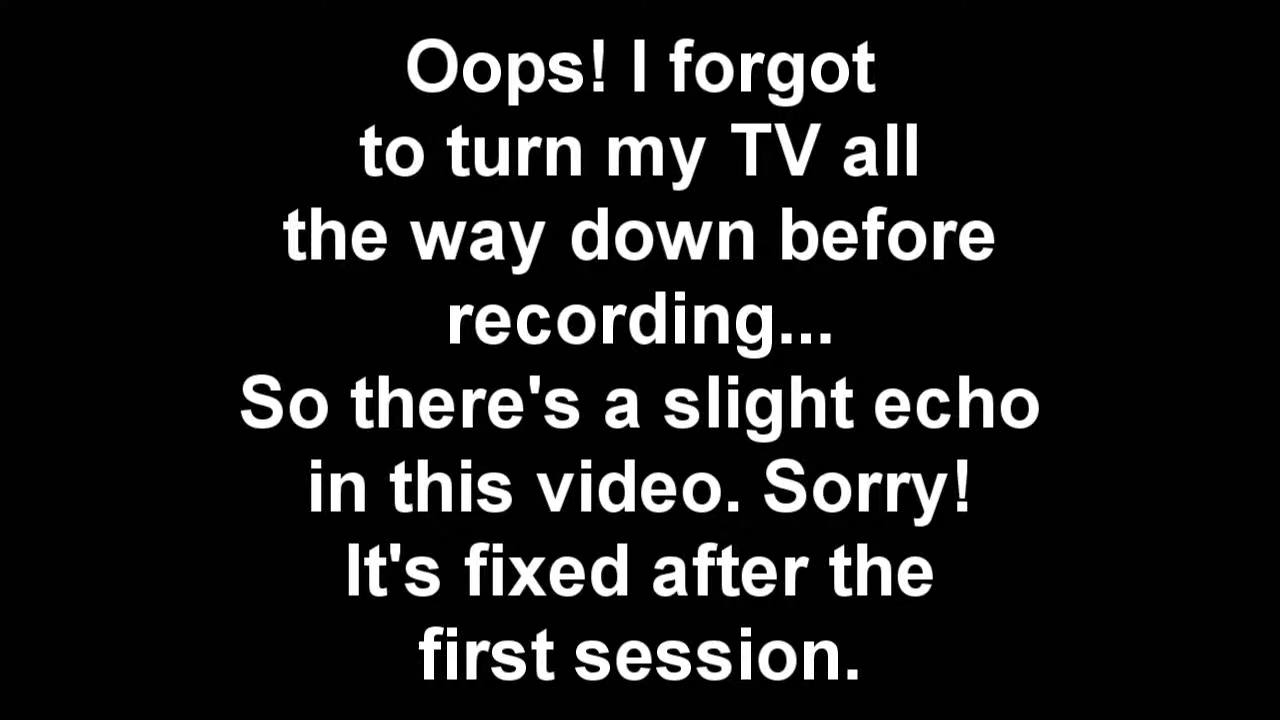 Oops! I forgot
to turn my TV all
the way down before
recording...
So there's a slight echo
in this video. Sorry!
It's fixed after the
first session.